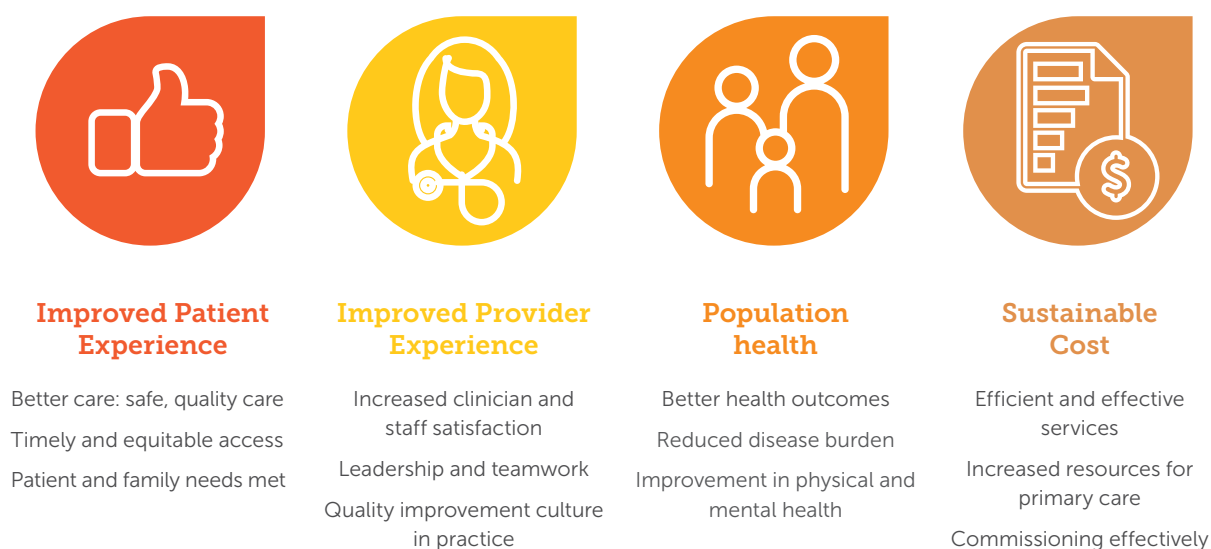 $
Improved Patient
Experience
Better care: safe, quality care
Timely and equitable access
Patient and family needs met
Improved Provider
Experience
Increased clinician and
staff satisfaction
Leadership and teamwork
Quality improvement culture
in practice
Population
health
Better health outcomes
Reduced disease burden
Improvement in physical and
mental health
Sustainable
Cost
Efficient and effective
services
Increased resources for
primary care
Commissioning effectively